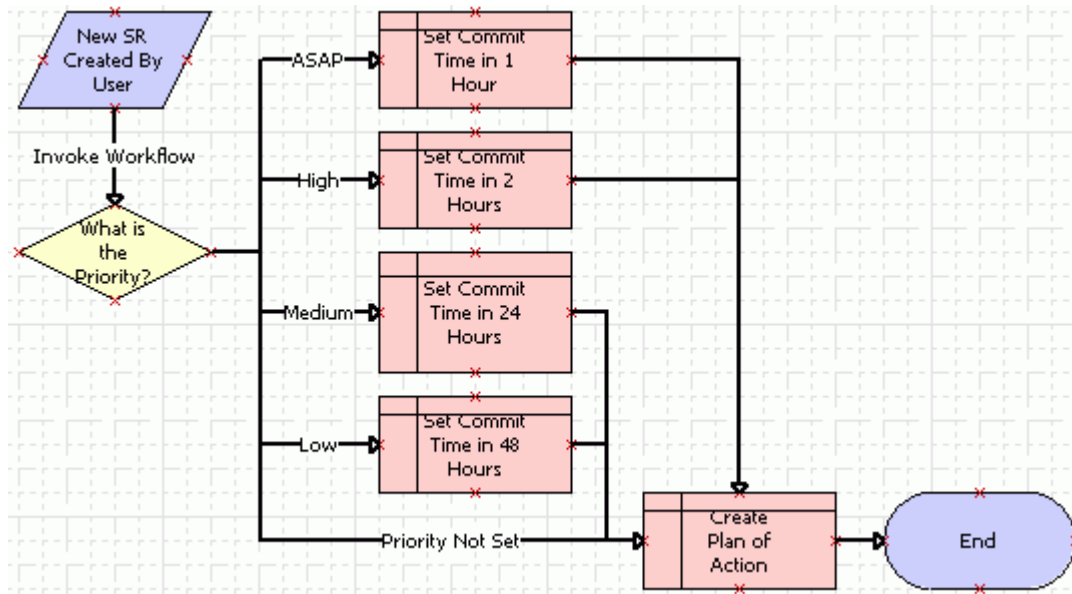 New SR
Created By
User
Invoke Workflow
What is
the
Priority?
ASAP
Set Commit
Time in 1
Hour
High
Set Commit
Time in 2
Hours
Medium
Set Commit
Time in 24
Hours
Low
Set Commit
Time in 48
Hours
Priority Not Set
Create
Plan of
Action
End